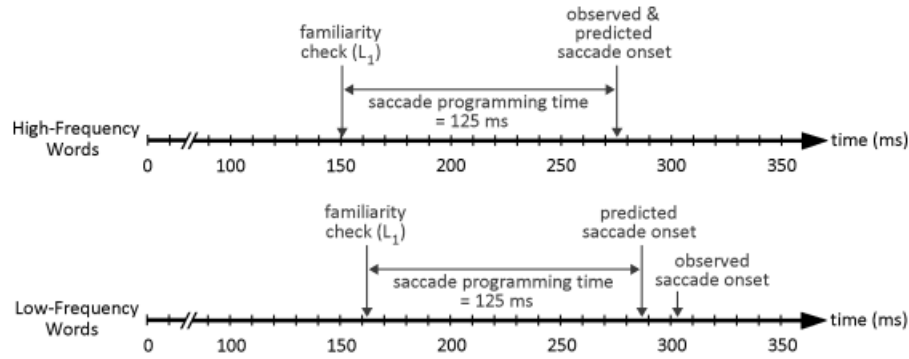 observed &
predicted
saccade onset
familiarity
check (L₁)
saccade programming time
= 125 ms
High-Frequency
Words
time (ms)
0 100 150 200 250 300 350
familiarity
check (L₁)
predicted
saccade onset
observed
saccade onset
saccade programming time
= 125 ms
Low-Frequency
Words
time (ms)
0 100 150 200 250 300 350